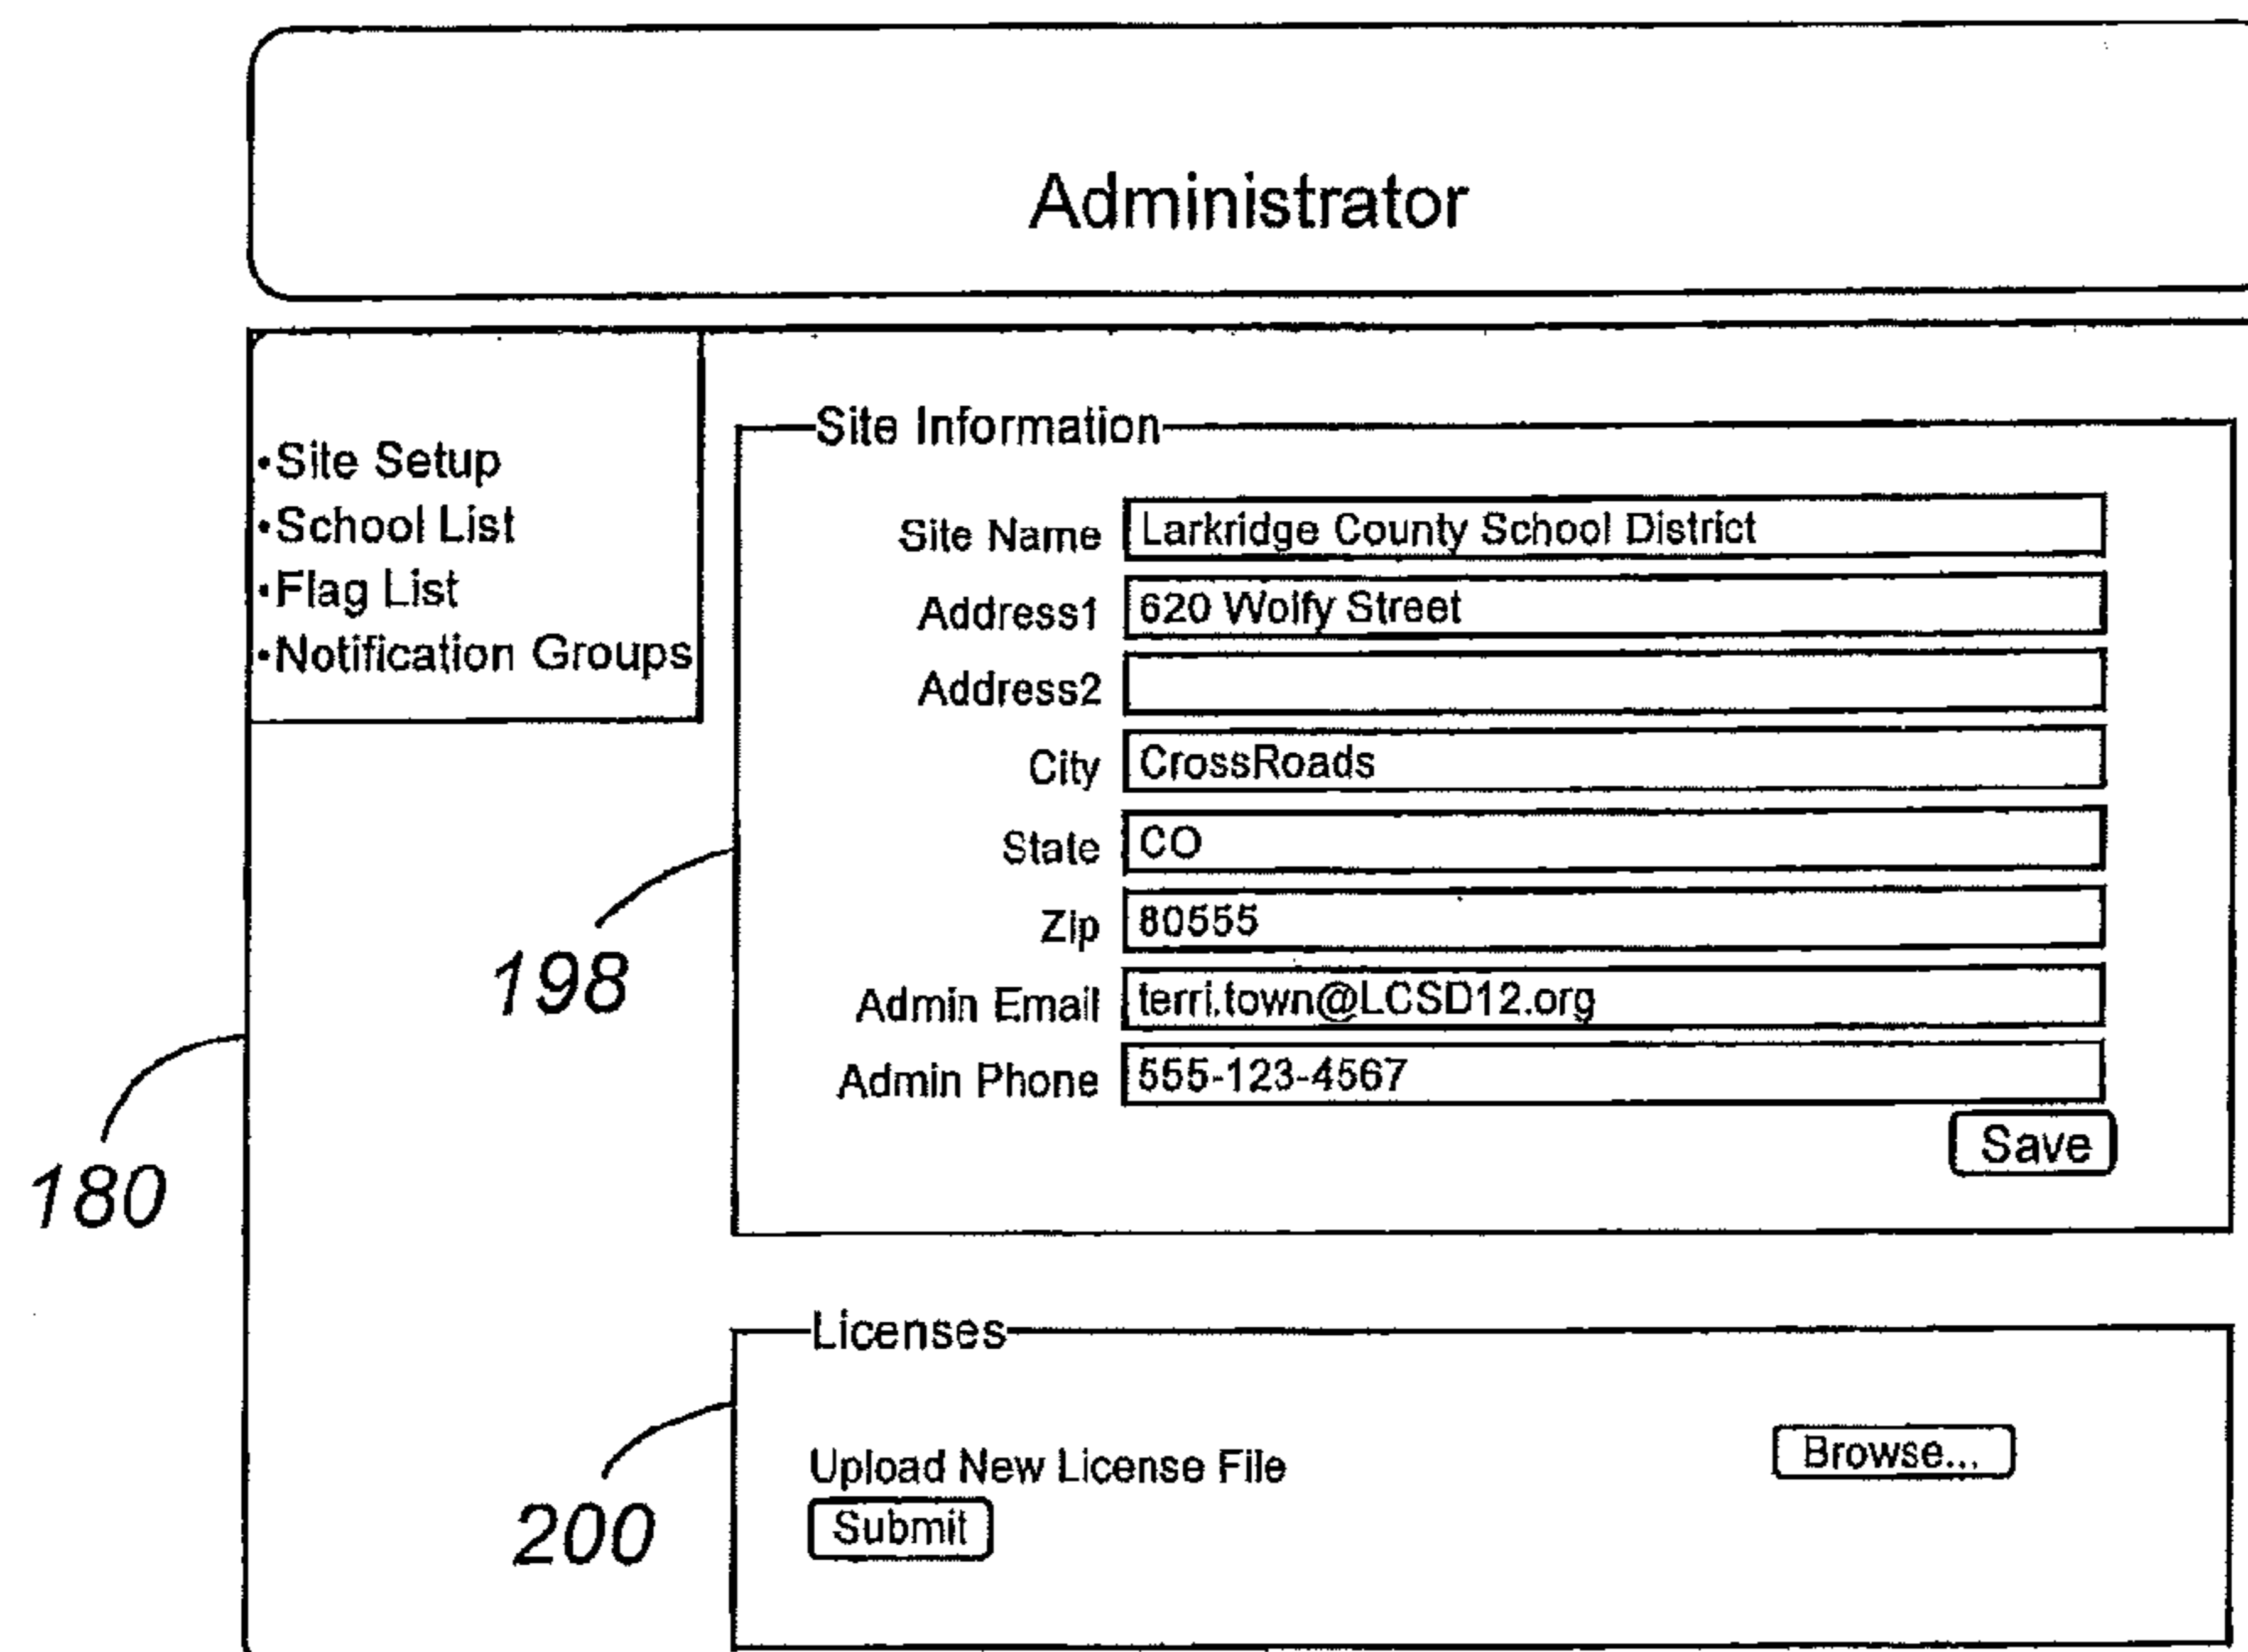 Administrator
•Site Setup
•School List
•Flag List
•Notification Groups
Site Information
Site Name Larkridge County School District
Address1 620 Wolfy Street
Address2
City CrossRoads
State CO
Zip 80555
Admin Email terri.town@LCSD12.org
Admin Phone 555-123-4567
Save
198
180
Licenses
Upload New License File Browse...
Submit
200